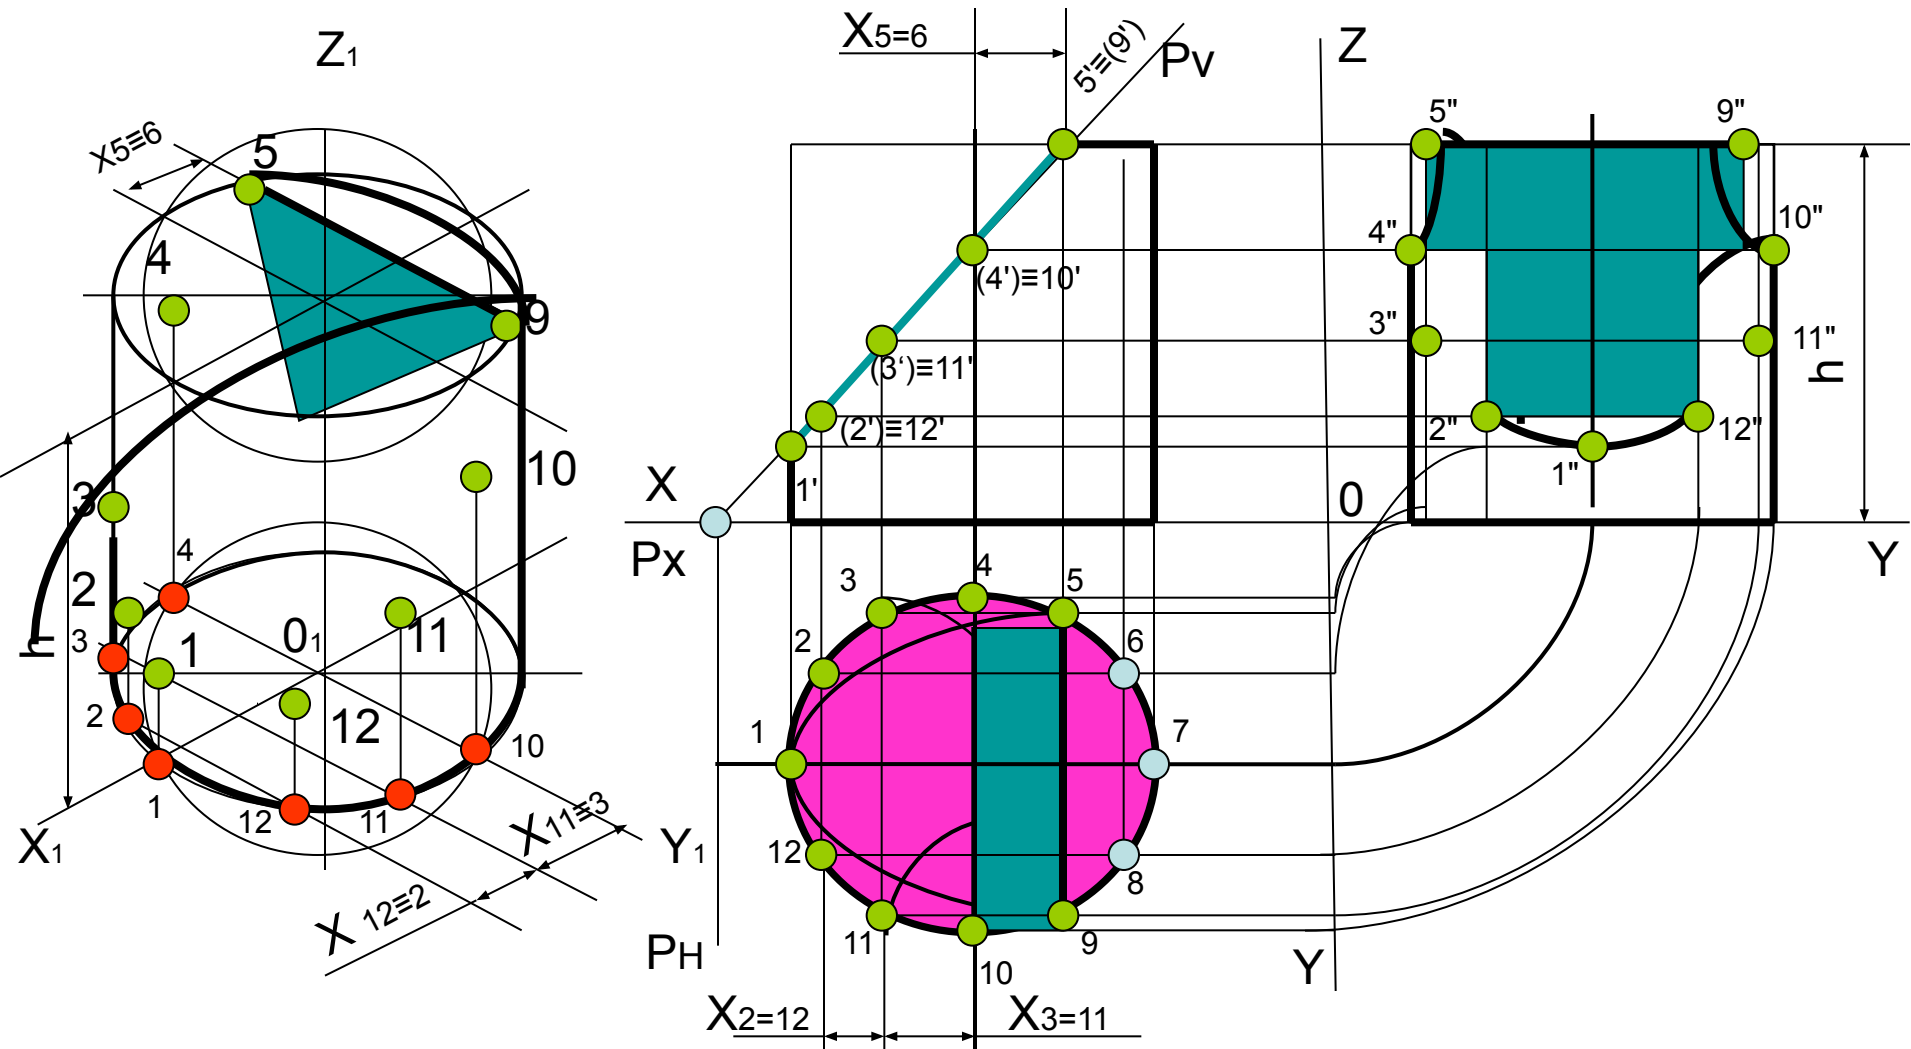 Z1
X5≡6
5
4
9
3
10
2
4
h
3
1
01
11
2
12
10
1
12
11
X1
X11≡3
X 12≡2
Y1
X5=6
5'≡(9')
Pv
Z
(4')≡10'
(3‘)≡11'
(2')≡12'
1'
X
Px
0
5"
9"
4"
10"
3"
11"
h
2"
12"
1"
Y
3
4
5
2
6
1
7
12
8
11
9
10
PH
Y
X2=12
X3=11